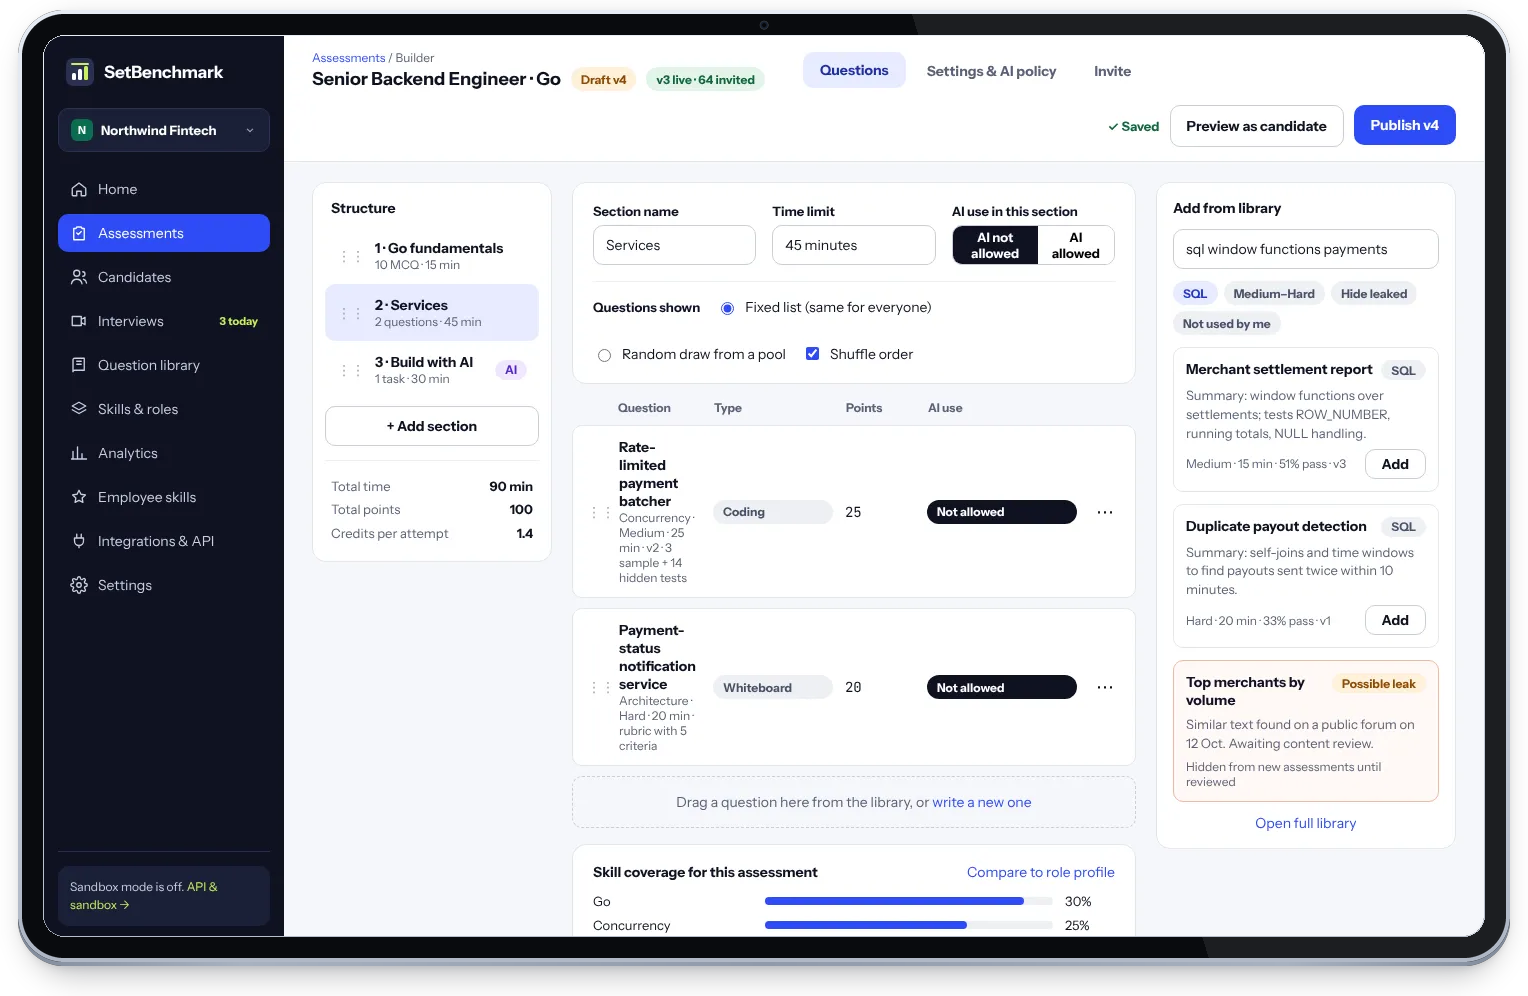 SetBenchmark
N Northwind Fintech
Home
Assessments
Candidates
Interviews 3 today
Question library
Skills & roles
Analytics
Employee skills
Integrations & API
Settings
Sandbox mode is off. API &
sandbox →
Assessments / Builder
Senior Backend Engineer · Go Draft v4 v3 live · 64 invited
Questions Settings & AI policy Invite
✓ Saved Preview as candidate Publish v4
Structure
1 · Go fundamentals
10 MCQ · 15 min
2 · Services
2 questions · 45 min
3 · Build with AI AI
1 task · 30 min
+ Add section
Total time 90 min
Total points 100
Credits per attempt 1.4
Section name Time limit AI use in this section
Services 45 minutes
AI not
allowed
AI
allowed
Questions shown Fixed list (same for everyone)
Random draw from a pool Shuffle order
Question Type Points AI use
Rate-
limited
payment
batcher
Concurrency ·
Medium · 25
min · v2 · 3
sample + 14
hidden tests
Coding 25 Not allowed ···
Payment-
status
notification
service
Architecture ·
Hard · 20 min ·
rubric with 5
criteria
Whiteboard 20 Not allowed ···
Drag a question here from the library, or write a new one
Skill coverage for this assessment Compare to role profile
Go 30%
Concurrency 25%
Add from library
sql window functions payments
SQL Medium–Hard Hide leaked
Not used by me
Merchant settlement report SQL
Summary: window functions over
settlements; tests ROW_NUMBER,
running totals, NULL handling.
Medium · 15 min · 51% pass · v3 Add
Duplicate payout detection SQL
Summary: self-joins and time windows
to find payouts sent twice within 10
minutes.
Hard · 20 min · 33% pass · v1 Add
Top merchants by
volume
Possible leak
Similar text found on a public forum on
12 Oct. Awaiting content review.
Hidden from new assessments until
reviewed
Open full library